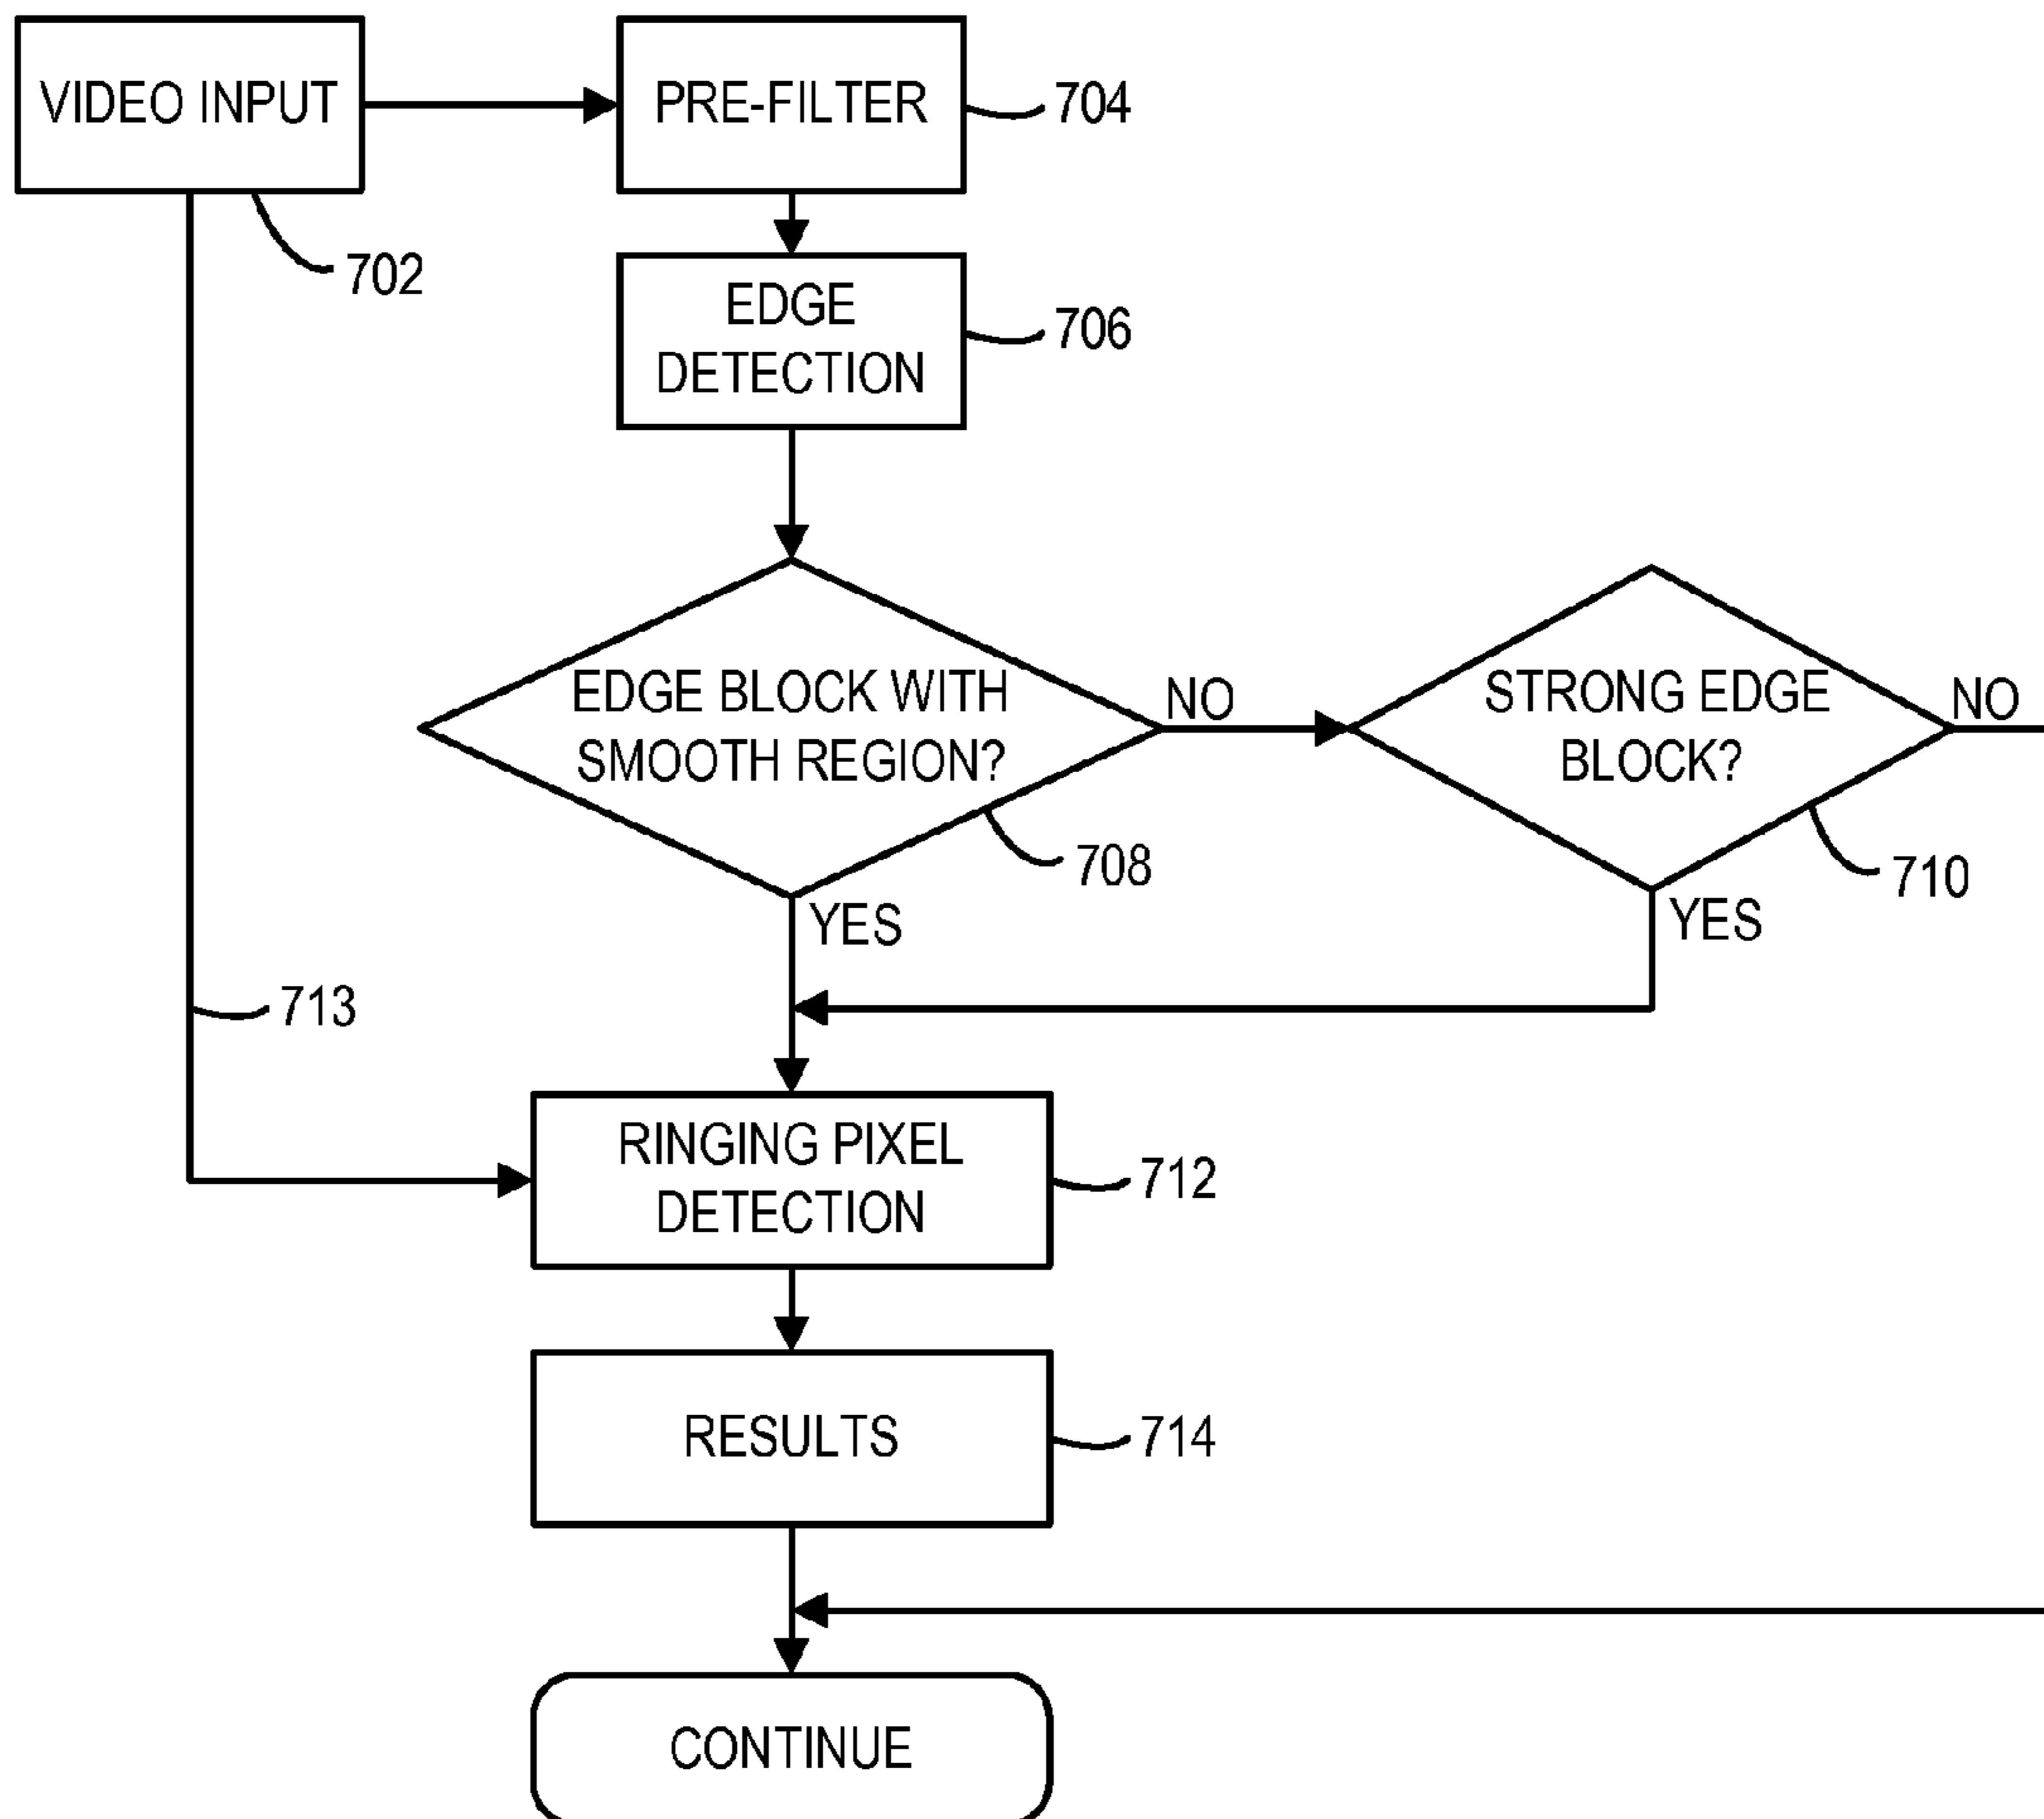 VIDEO INPUT
PRE-FILTER
704
702
EDGE
DETECTION
706
EDGE BLOCK WITH
SMOOTH REGION?
NO
STRONG EDGE
BLOCK?
NO
708
710
YES
YES
713
RINGING PIXEL
DETECTION
712
RESULTS
714
CONTINUE